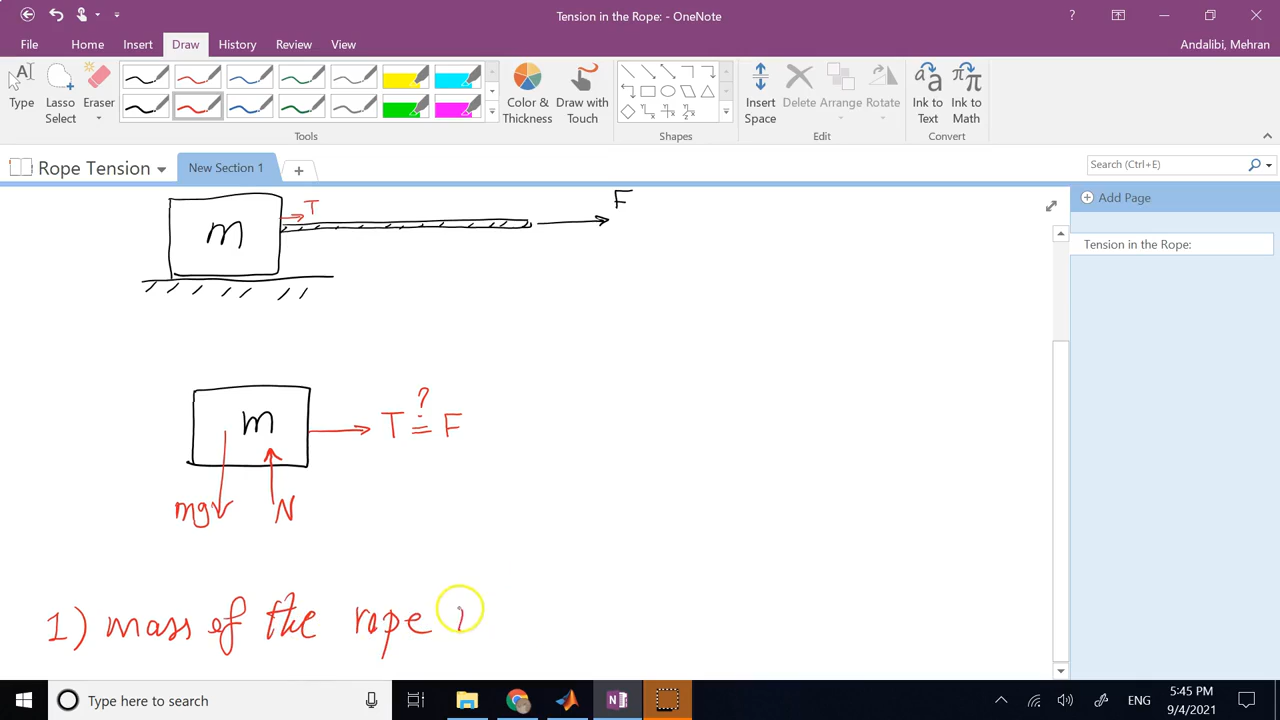 Tension in the Rope: - OneNote
?
File Home Insert Draw History Review View
Andalibi, Mehran
Type
Lasso Select
Eraser
Color & Thickness
Draw with Touch
Insert Space
Delete
Arrange
Rotate
Ink to Text
Ink to Math
Tools
Shapes
Edit
Convert
Rope Tension
New Section 1
+
Search (Ctrl+E)
Add Page
Tension in the Rope:
F
T
m
?
m
T = F
mg
N
1) mass of the rope
Type here to search
ENG
5:45 PM
9/4/2021